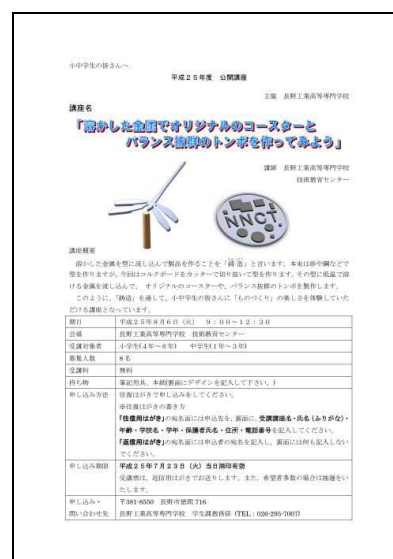 小中学生の皆さんへ
平成２５年度 公開講座
主催 長野工業高等専門学校
講座名
「溶かした金属でオリジナルのコースターと
バランス抜群のトンボを作ってみよう」
講師 長野工業高等専門学校
技術教育センター
NNCT
講座概要
溶かした金属を型に流し込んで製品を作ることを「鋳造」と言います。本来は砂や鋼などで
型を作りますが、今回はコルクボードをカッターで切り抜いて型を作ります。その型に低温で溶
ける金属を流し込んで、オリジナルのコースターや、バランス抜群のトンボを製作します。
このように、「鋳造」を通して、小中学生の皆さんに「ものづくり」の楽しさを体験していた
だける講座となっています。
期日 平成２５年８月６日（火） ９：００～１２：３０
会場 長野工業高等専門学校 技術教育センター
受講対象者 小学生(４年～６年) 中学生(１年～３年)
募集人数 ８名
受講料 無料
持ち物 筆記用具、本紙(裏面にデザインを記入して下さい。)
申し込み方法 往復はがきで申し込みをしてください。
※往復はがきの書き方
「往信用はがき」の宛名面には申込先を、裏面に、受講講座名・氏名(ふりがな)・
年齢・学校名・学年・保護者氏名・住所・電話番号を記入してください。
「返信用はがき」の宛名面には申込者の宛名を記入し、裏面には何も記入しない
でください。
申し込み期限 平成２５年７月２３日（火）当日消印有効
受講票は、返信用はがきでお送りします。また、希望者多数の場合は抽選をい
たします。
申し込み・ 〒381-8550 長野市徳間 716
問い合わせ先 長野工業高等専門学校 学生課教務係 (TEL：026-295-7007)